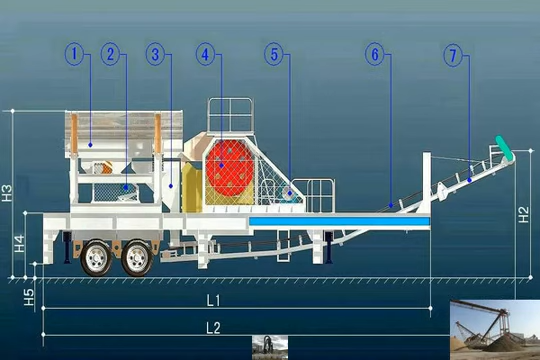 ① ② ③ ④ ⑤ ⑥ ⑦
H3
H4
H5
H2
L1
L2